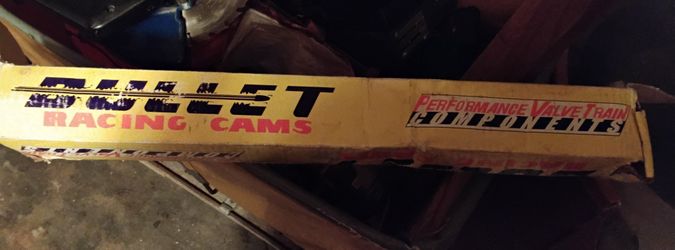 BULLET
RACING CAMS
PERFORMANCE VALVE TRAIN
COMPONENTS